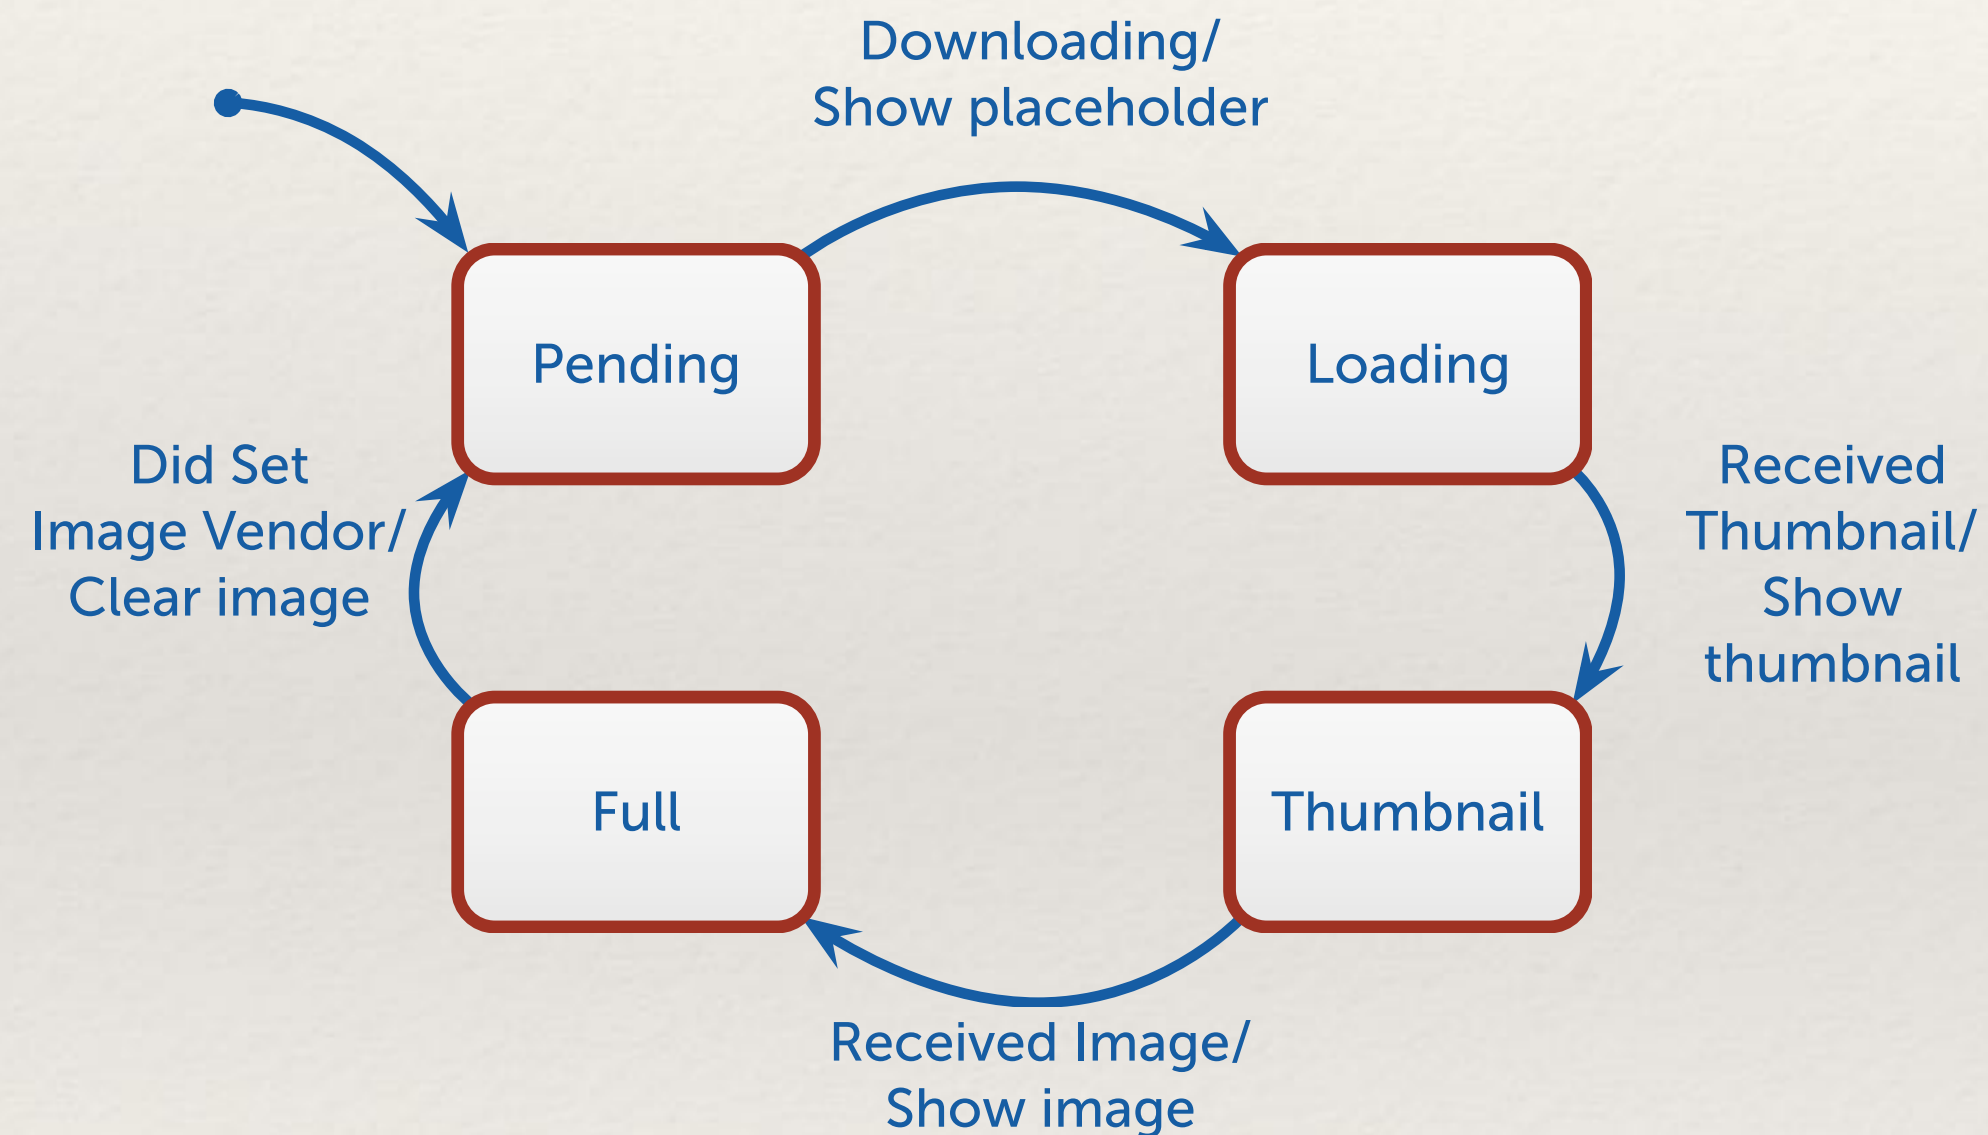 Downloading/
Show placeholder
Pending
Loading
Did Set
Image Vendor/
Clear image
Received
Thumbnail/
Show
thumbnail
Full
Thumbnail
Received Image/
Show image